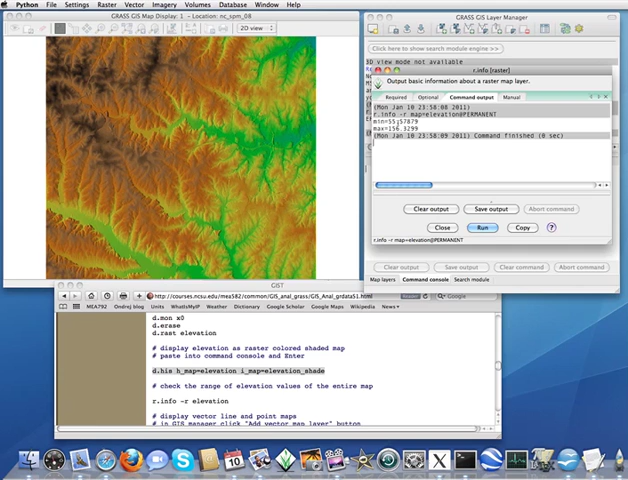 Python File Settings Raster Vector Imagery Volumes Database Window Help
GRASS GIS Map Display: 1 - Location: nc_spm_08
2D view
GRASS GIS Layer Manager
Click here to show search module engine >>
3D view mode not available
r.info [raster]
Output basic information about a raster map layer.
Required Optional Command output Manual
(Mon Jan 10 23:58:08 2011)
r.info -r map=elevation@PERMANENT
min=55.57879
max=156.3299
(Mon Jan 10 23:58:09 2011) Command finished (0 sec)
Clear output Save output Abort command
Close Run Copy ?
r.info -r map=elevation@PERMANENT
Clear output Save output Clear command Abort command
Map layers Command console Search module
GIST
http://courses.ncsu.edu/mea582/common/GIS_anal_grass/GIS_Anal_grdata51.html
Reader
MEA792 Ondrej blog Units WhatIsMyIP Weather Dictionary Google Scholar Google Maps Wikipedia News
d.mon x0
d.erase
d.rast elevation
# display elevation as raster colored shaded map
# paste into command console and Enter
d.his h_map=elevation i_map=elevation_shade
# check the range of elevation values of the entire map
r.info -r elevation
# display vector line and point maps
# in GIS manager click "Add vector map layer" button